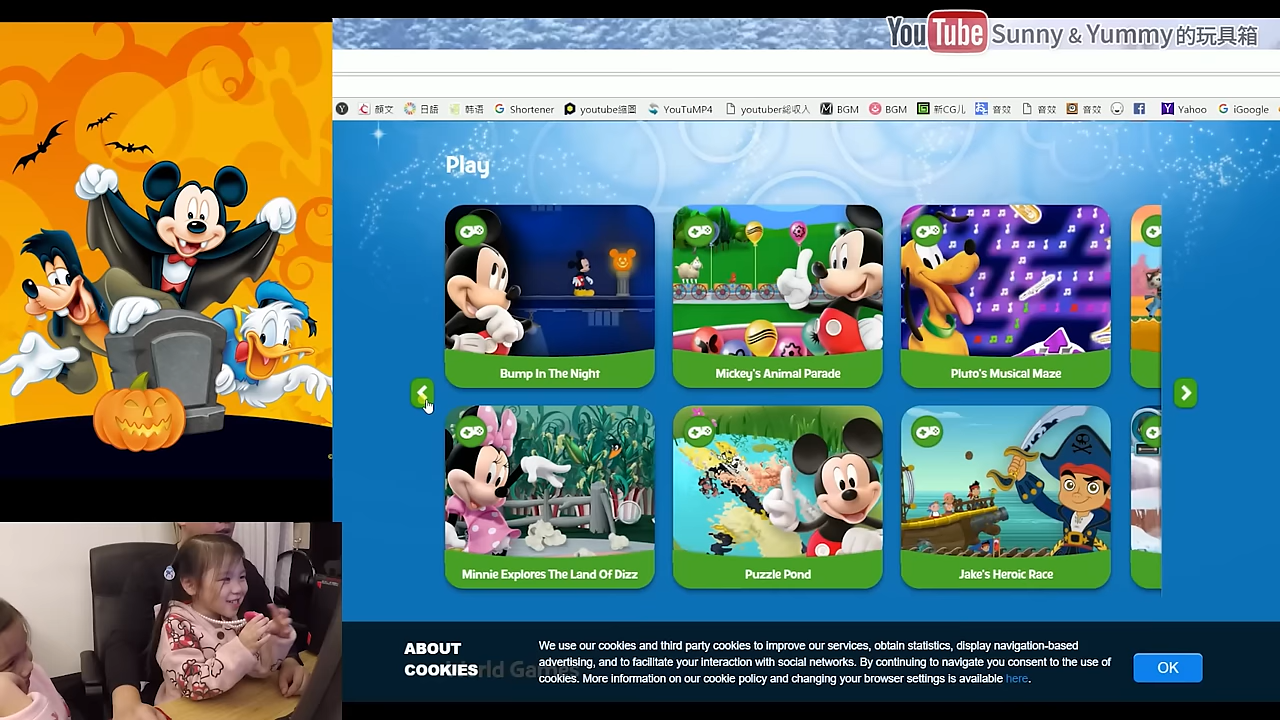 YouTube Sunny & Yummy的玩具箱
顏文 日語 韩语 Shortener youtube縮圖 YouTuMP4 youtuber總収入 BGM BGM 新CG儿 音效 音效 音效 Yahoo iGoogle
Play
Bump In The Night
Mickey's Animal Parade
Pluto's Musical Maze
Minnie Explores The Land Of Dizz
Puzzle Pond
Jake's Heroic Race
ABOUT
COOKIES
We use our cookies and third party cookies to improve our services, obtain statistics, display navigation-based
advertising, and to facilitate your interaction with social networks. By continuing to navigate you consent to the use of
cookies. More information on our cookie policy and changing your browser settings is available here.
OK